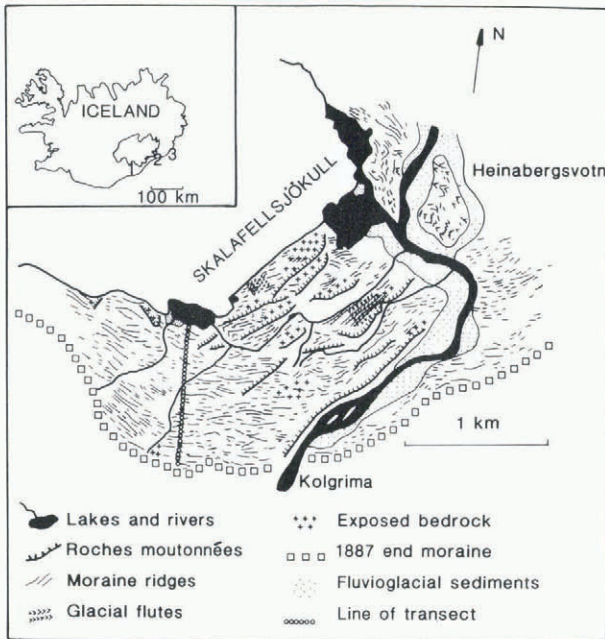 ICELAND
2 3
100 km
N
Heinabergsvotn
SKALAFELLSJÖKULL
1 km
Kolgrima
Lakes and rivers
Exposed bedrock
Roches moutonnées
1887 end moraine
Moraine ridges
Fluvioglacial sediments
Glacial flutes
Line of transect